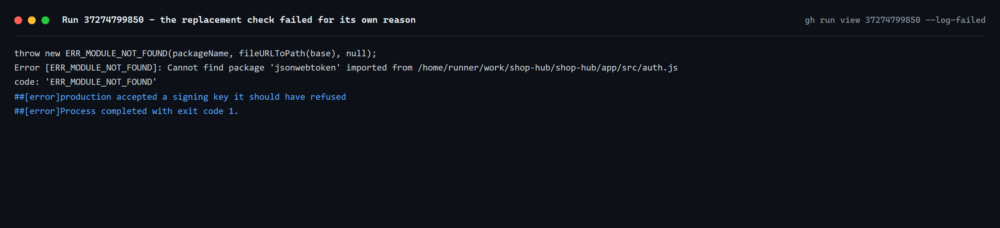 Run 37274799850 – the replacement check failed for its own reason
gh run view 37274799850 --log-failed
throw new ERR_MODULE_NOT_FOUND(packageName, fileURLToPath(base), null);
Error [ERR_MODULE_NOT_FOUND]: Cannot find package 'jsonwebtoken' imported from /home/runner/work/shop-hub/shop-hub/app/src/auth.js
code: 'ERR_MODULE_NOT_FOUND'
##[error]production accepted a signing key it should have refused
##[error]Process completed with exit code 1.